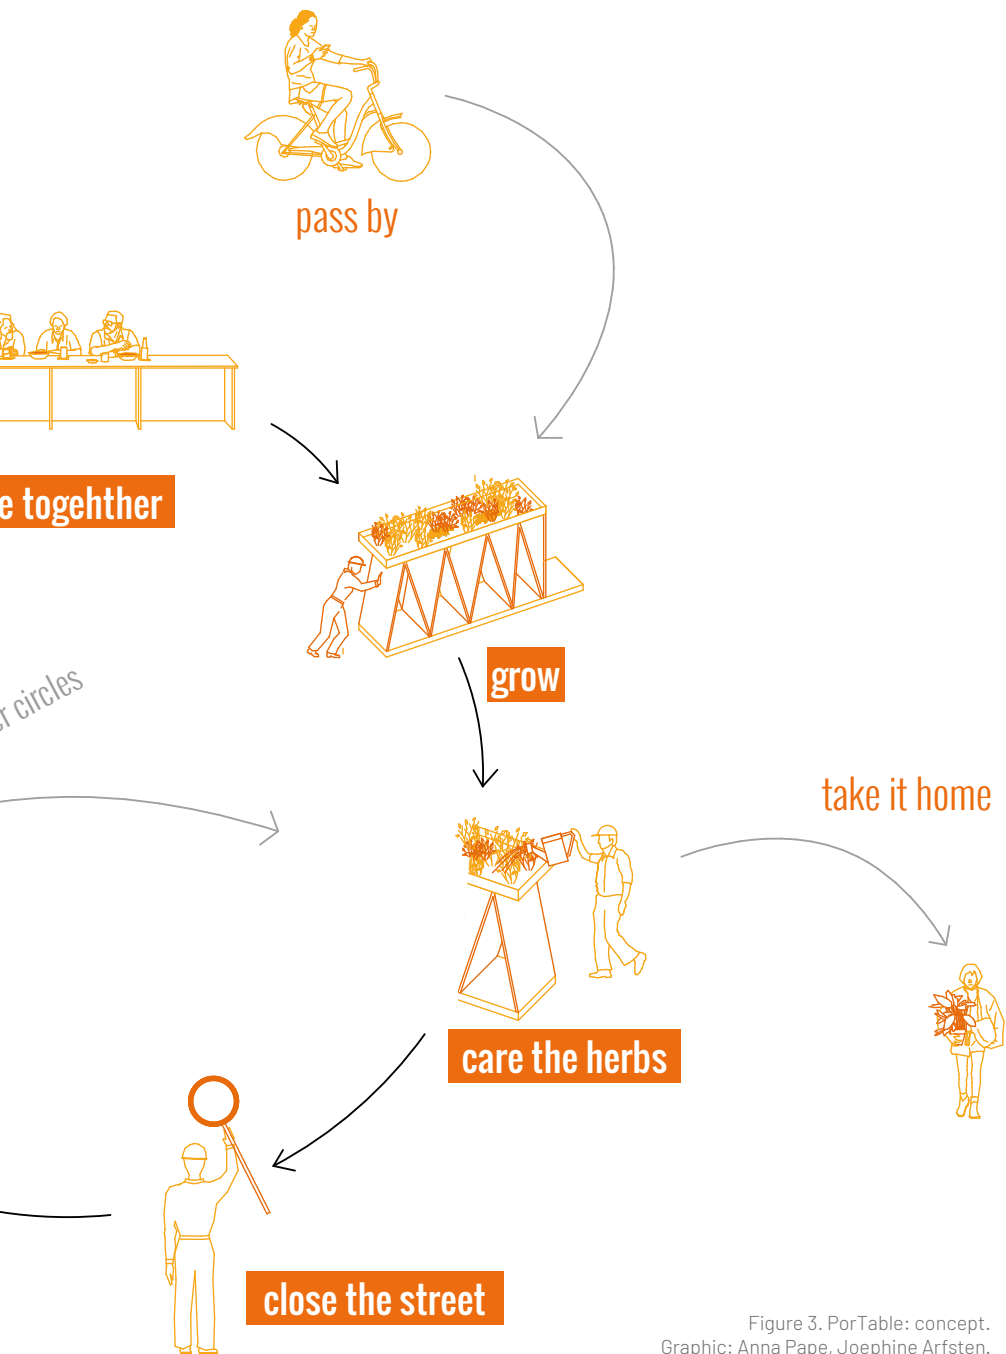 pass by
togehther
grow
circles
take it home
care the herbs
close the street
Figure 3. PorTable: concept.
Graphic: Anna Pape, Joephine Arfsten.